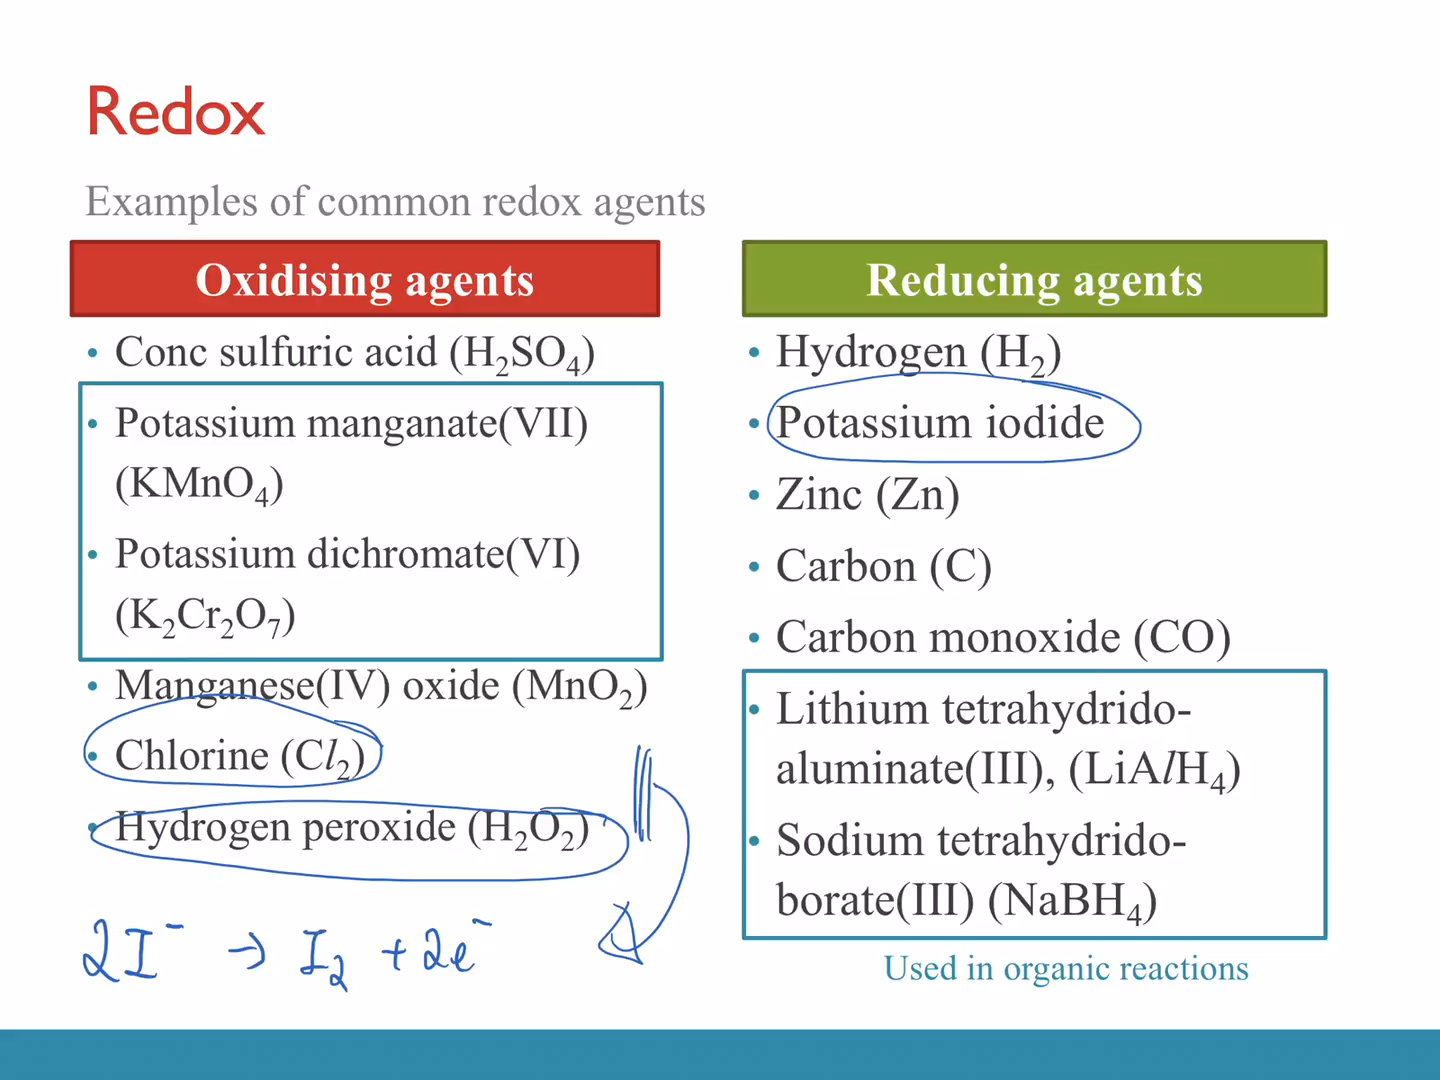 Redox
Examples of common redox agents
Oxidising agents
• Conc sulfuric acid (H₂SO₄)
• Potassium manganate(VII)
(KMnO₄)
• Potassium dichromate(VI)
(K₂Cr₂O₇)
• Manganese(IV) oxide (MnO₂)
• Chlorine (Cl₂)
• Hydrogen peroxide (H₂O₂)
2I⁻ → I₂ + 2e⁻
Reducing agents
• Hydrogen (H₂)
• Potassium iodide
• Zinc (Zn)
• Carbon (C)
• Carbon monoxide (CO)
• Lithium tetrahydrido-
aluminate(III), (LiAlH₄)
• Sodium tetrahydrido-
borate(III) (NaBH₄)
Used in organic reactions